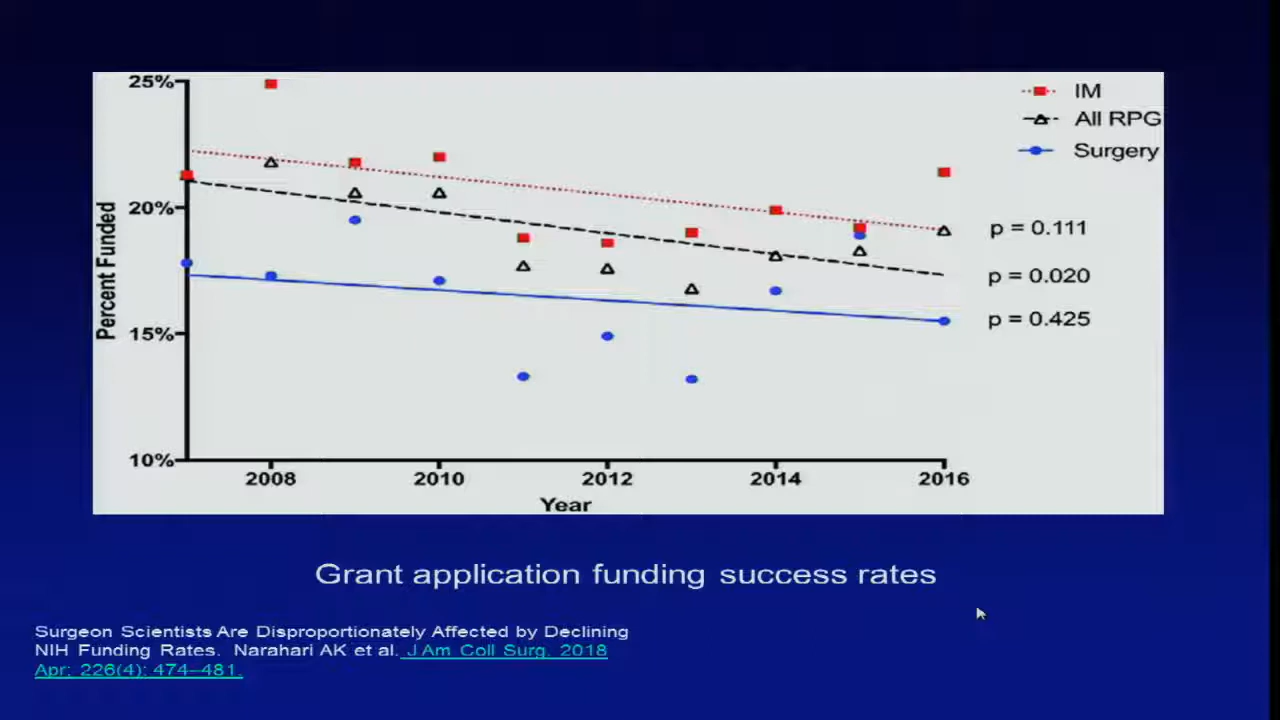 25%
20%
15%
10%
Percent Funded
2008
2010
2012
2014
2016
Year
IM
All RPG
Surgery
p = 0.111
p = 0.020
p = 0.425
Grant application funding success rates
Surgeon Scientists Are Disproportionately Affected by Declining
NIH Funding Rates. Narahari AK et al. J Am Coll Surg. 2018
Apr; 226(4): 474–481.